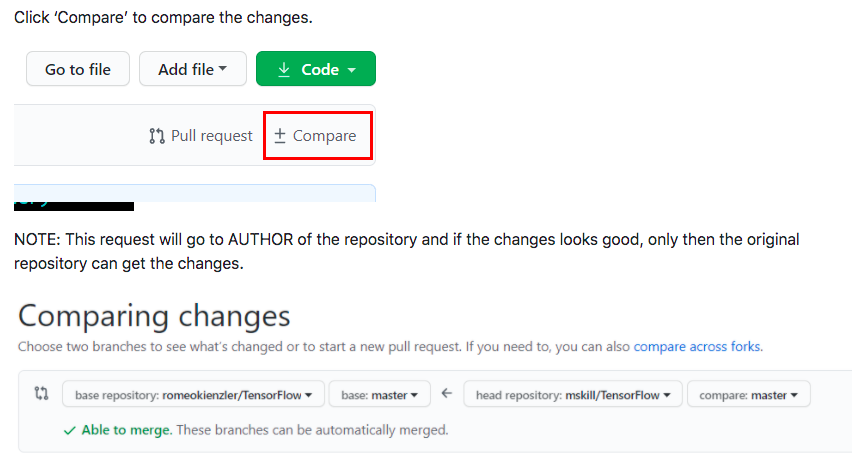 Click ‘Compare’ to compare the changes.
Go to file Add file Code
Pull request Compare
NOTE: This request will go to AUTHOR of the repository and if the changes looks good, only then the original
repository can get the changes.
Comparing changes
Choose two branches to see what's changed or to start a new pull request. If you need to, you can also compare across forks.
base repository: romeokienzler/TensorFlow base: master ← head repository: mskill/TensorFlow compare: master
✓ Able to merge. These branches can be automatically merged.